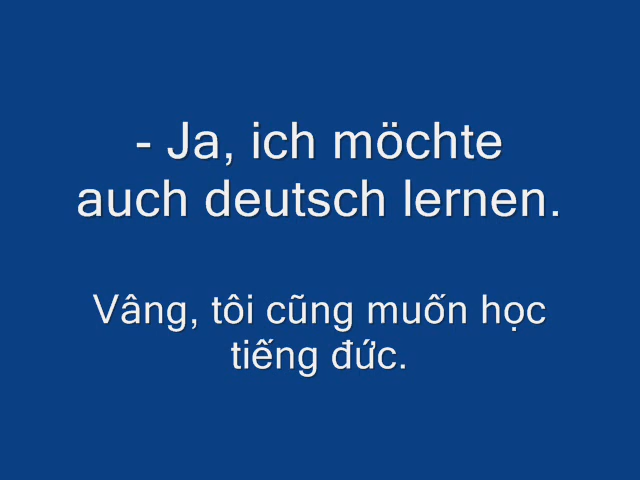 - Ja, ich möchte
auch deutsch lernen.
Vâng, tôi cũng muốn học
tiếng đức.